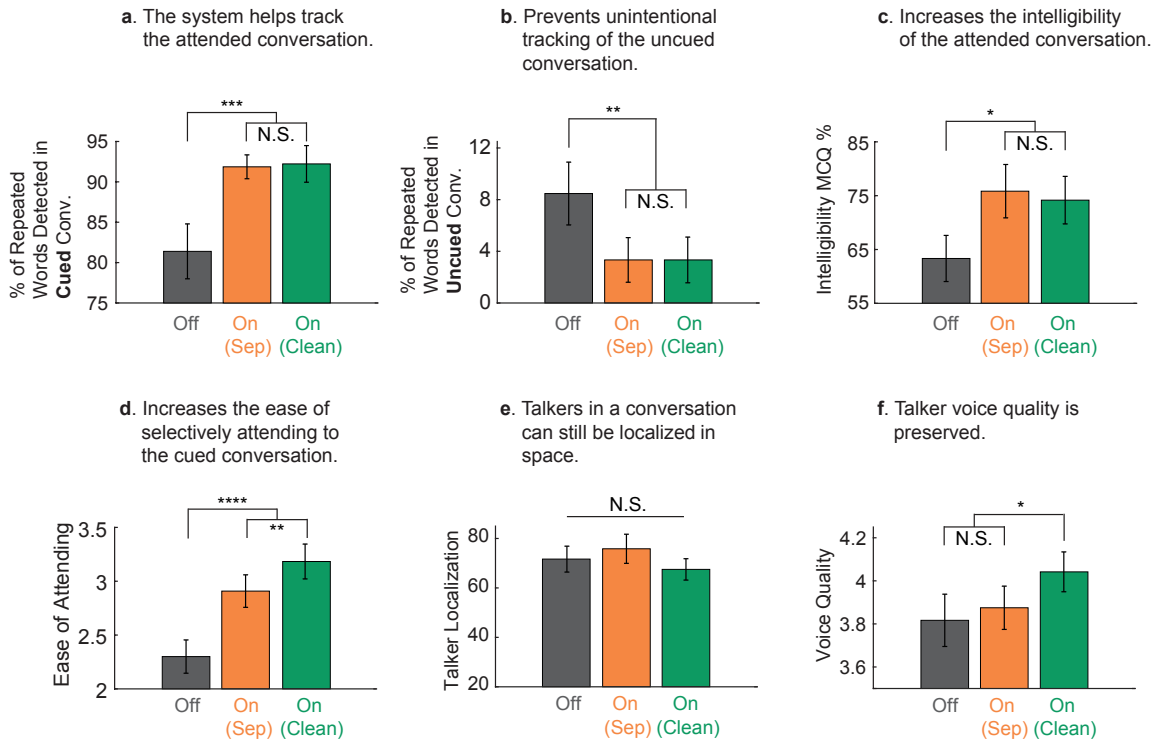 a. The system helps track
the attended conversation.
***
N.S.
% of Repeated
Words Detected in
Cued Conv.
95
90
85
80
75
Off
On
(Sep)
On
(Clean)
b. Prevents unintentional
tracking of the uncued
conversation.
**
N.S.
% of Repeated
Words Detected in
Uncued Conv.
12
8
4
0
Off
On
(Sep)
On
(Clean)
c. Increases the intelligibility
of the attended conversation.
*
N.S.
Intelligibility MCQ %
85
75
65
55
Off
On
(Sep)
On
(Clean)
d. Increases the ease of
selectively attending to
the cued conversation.
****
**
Ease of Attending
3.5
3
2.5
2
Off
On
(Sep)
On
(Clean)
e. Talkers in a conversation
can still be localized in
space.
N.S.
Talker Localization
80
60
40
20
Off
On
(Sep)
On
(Clean)
f. Talker voice quality is
preserved.
*
N.S.
Voice Quality
4.2
4
3.8
3.6
Off
On
(Sep)
On
(Clean)